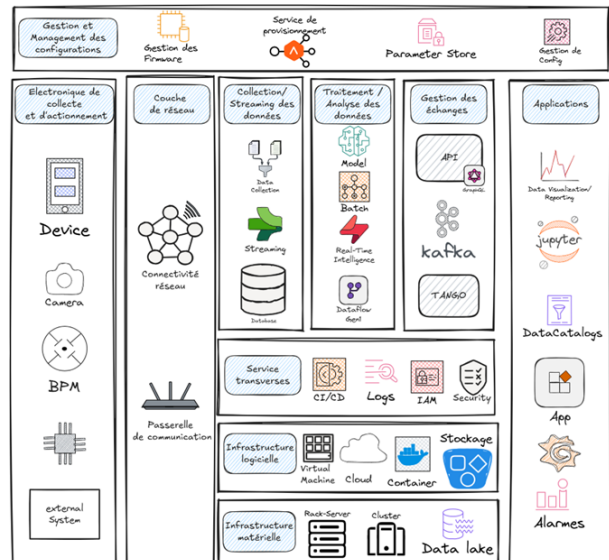 Gestion et
Management des
configurations
Gestion des
Firmware
Service de
provisionnement
Parameter Store
Gestion de
Config
Electronique de
collecte
et d'actionnement
Device
Camera
BPM
external
System
Couche
de réseau
Connectivité
réseau
Passerelle
de communication
Collection/
Streaming des
données
Data
Collection
Streaming
Database
Traitement /
Analyse des
données
Model
Batch
Real-Time
Intelligence
Dataflow
Gen1
Gestion des
échanges
API
GraphQL
kafka
TANGO
Applications
Data Visualization/
Reporting
jupyter
DataCatalogs
App
Alarmes
Service
transverses
CI/CD
Logs
IAM
Security
Infrastructure
logicielle
Virtual
Machine
Cloud
Container
Stockage
Infrastructure
matérielle
Rack-Server
Cluster
Data lake